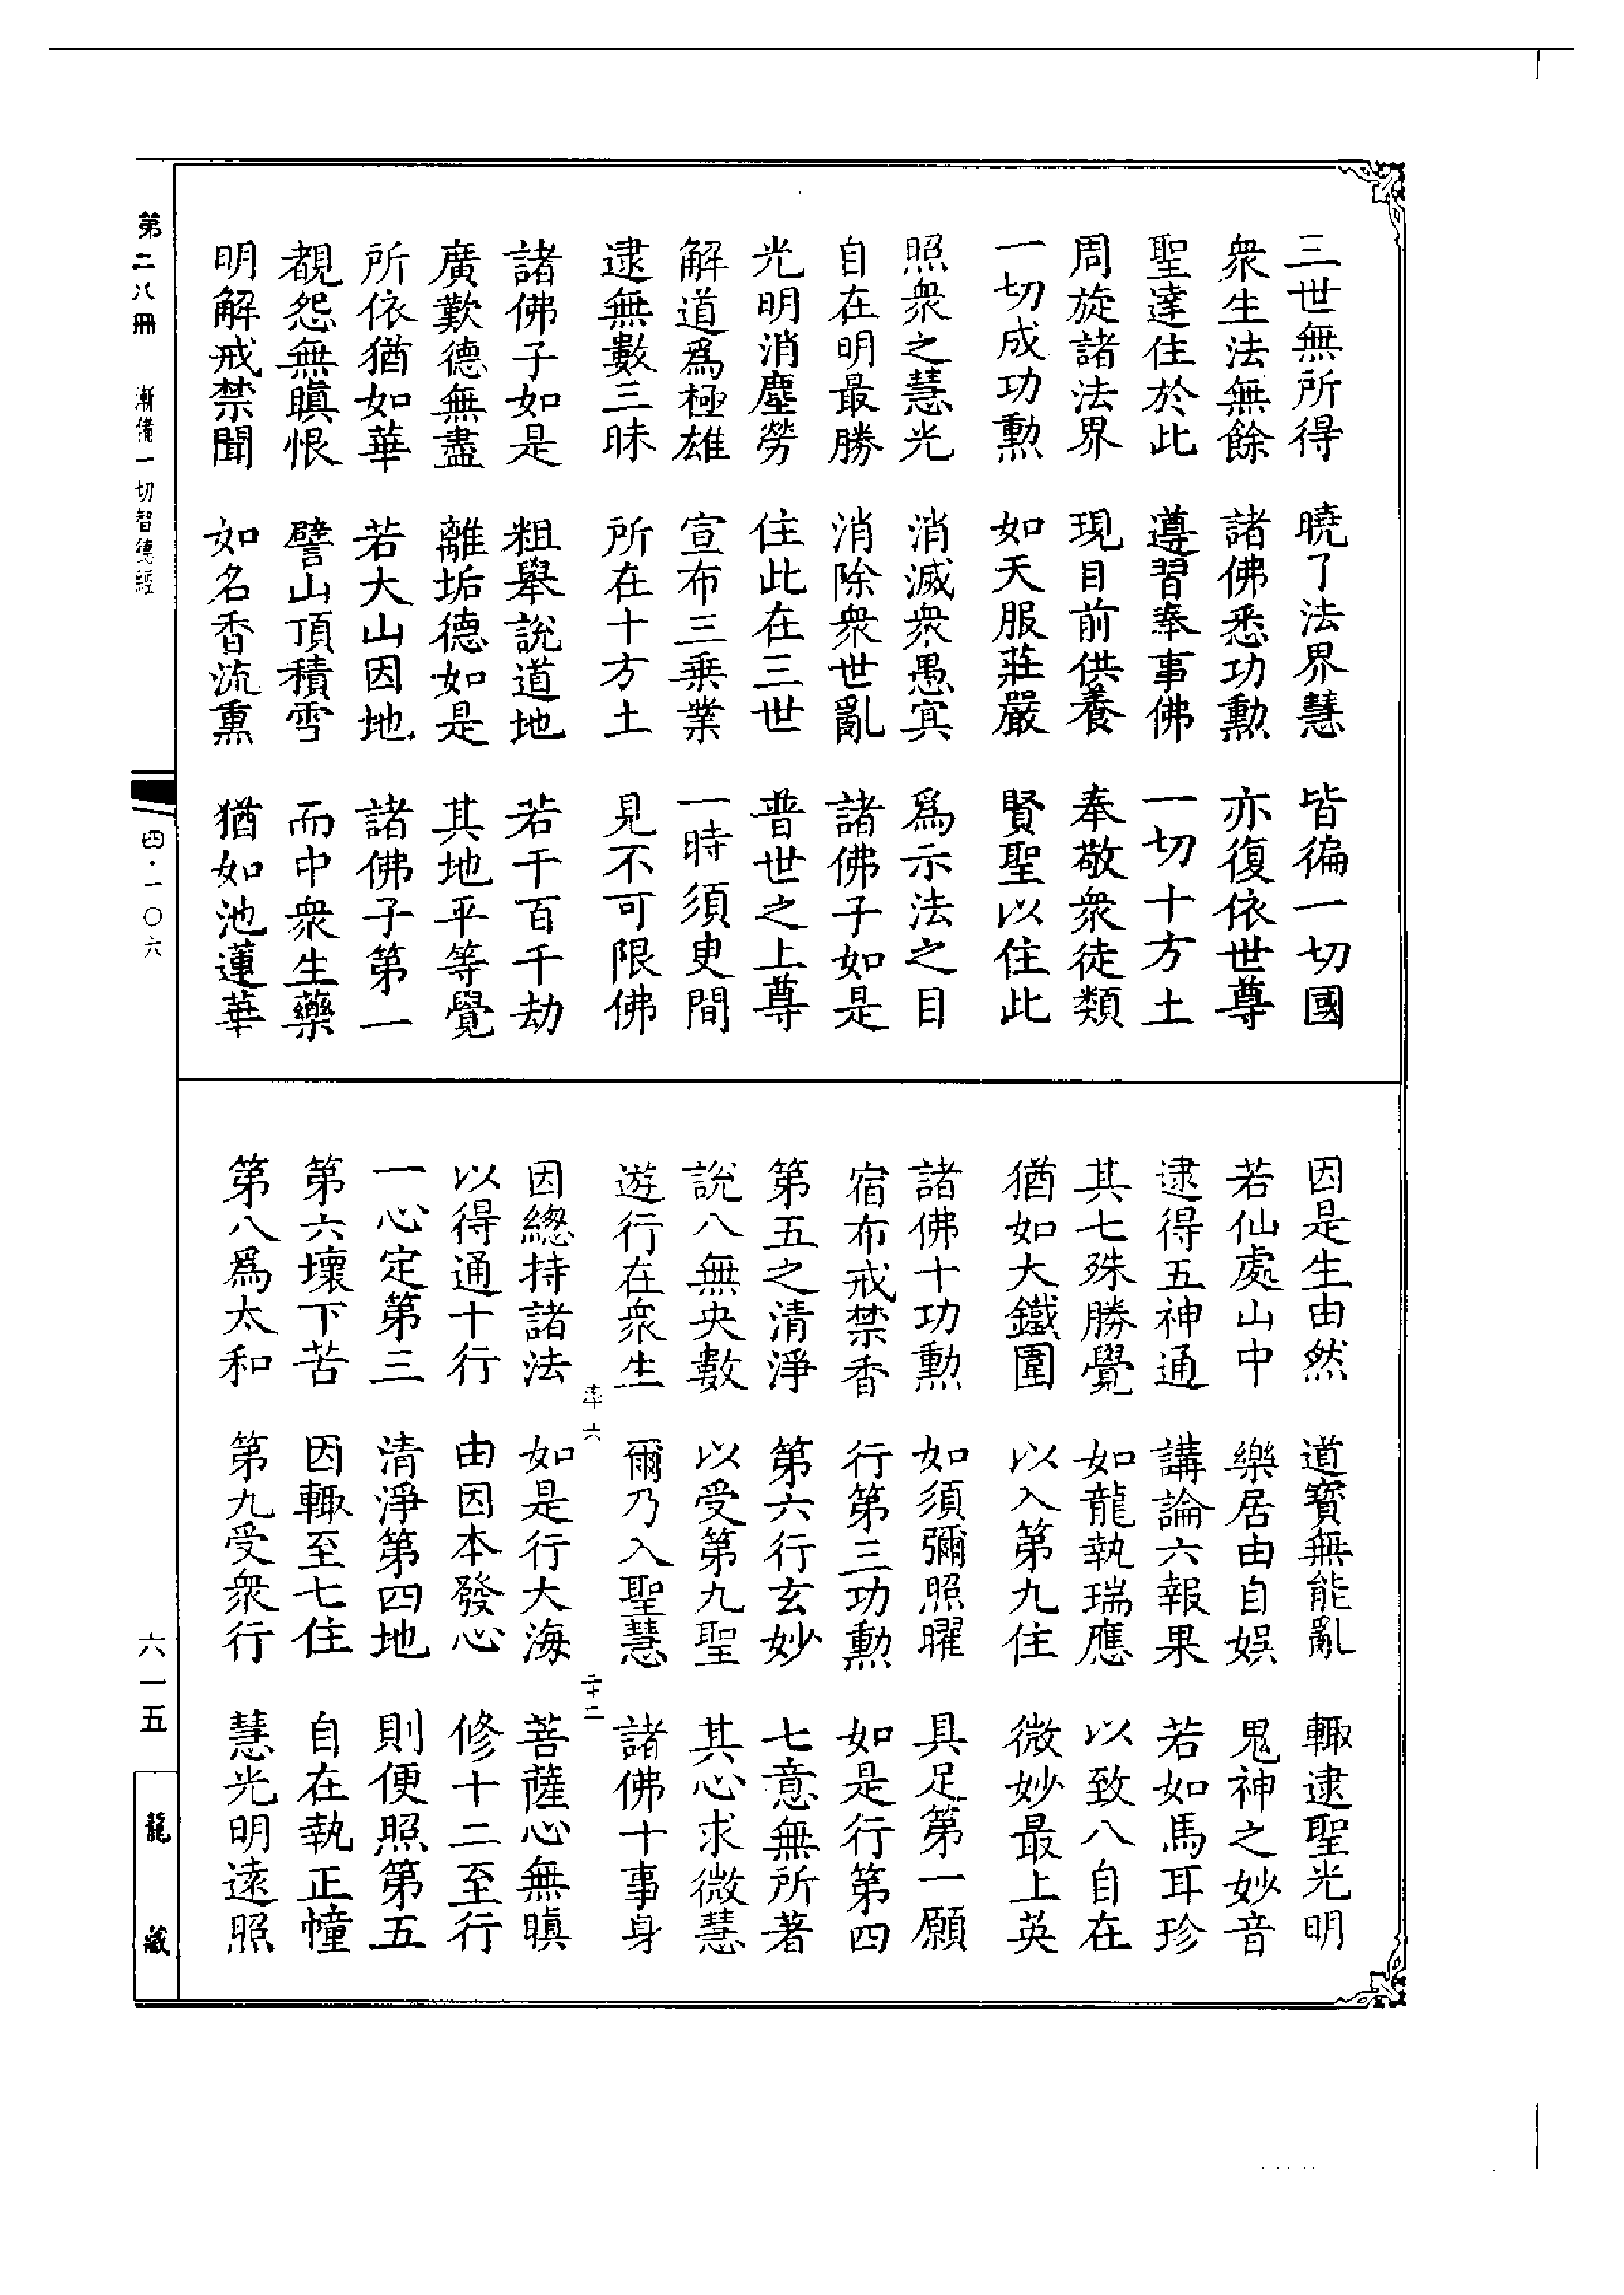 三世無所得　曉了法界慧　皆徧一切國
衆生法無餘　諸佛悉功勳　亦復依世尊
聖達住於此　遵習奉事佛　一切十方土
周旋諸法界　現目前供養　奉敬衆徒類
一切成功勳　如天服莊嚴　賢聖以住此
照衆之慧光　消滅衆愚冥　爲示法之目
自在明最勝　消除衆世亂　諸佛子如是
光明消塵勞　住此在三世　普世之上尊
解道爲極雄　宣布三乗業　一時須臾間
逮無數三昧　所在十方土　見不可限佛
諸佛子如是　粗舉說道地　若干百千劫
廣歎德無盡　離垢德如是　其地平等覺
所依猶如華　若大山因地　諸佛子第一
覩怨無瞋恨　譬山頂積雪　而中衆生藥
明解戒禁聞　如名香流熏　猶如池蓮華
因是生由然　道寶無能亂　輙逮聖光明
若仙處山中　樂居由自娛　鬼神之妙音
逮得五神通　講論六報果　若如馬耳珍
其七殊勝覺　如龍執瑞應　以致八自在
猶如大鐵圍　以入第九住　微妙最上英
諸佛十功勳　如須彌照曜　具足第一願
宿布戒禁香　行第三功勳　如是行第四
第五之清淨　第六行玄妙　七意無所著
說八無央數　以受第九聖　其心求微慧
遊行在衆生　爾乃入聖慧　諸佛十事身
率六　二十二
因緫持諸法　如是行大海　菩薩心無瞋
以得通十行　由因本發心　修十二至行
一心定第三　清淨第四地　則便照第五
第六壞下苦　因輙至七住　自在執正幢
第八爲太和　第九受衆行　慧光明遠照
第二八冊　漸備一切智德經
四・一〇六
六一五
龍藏